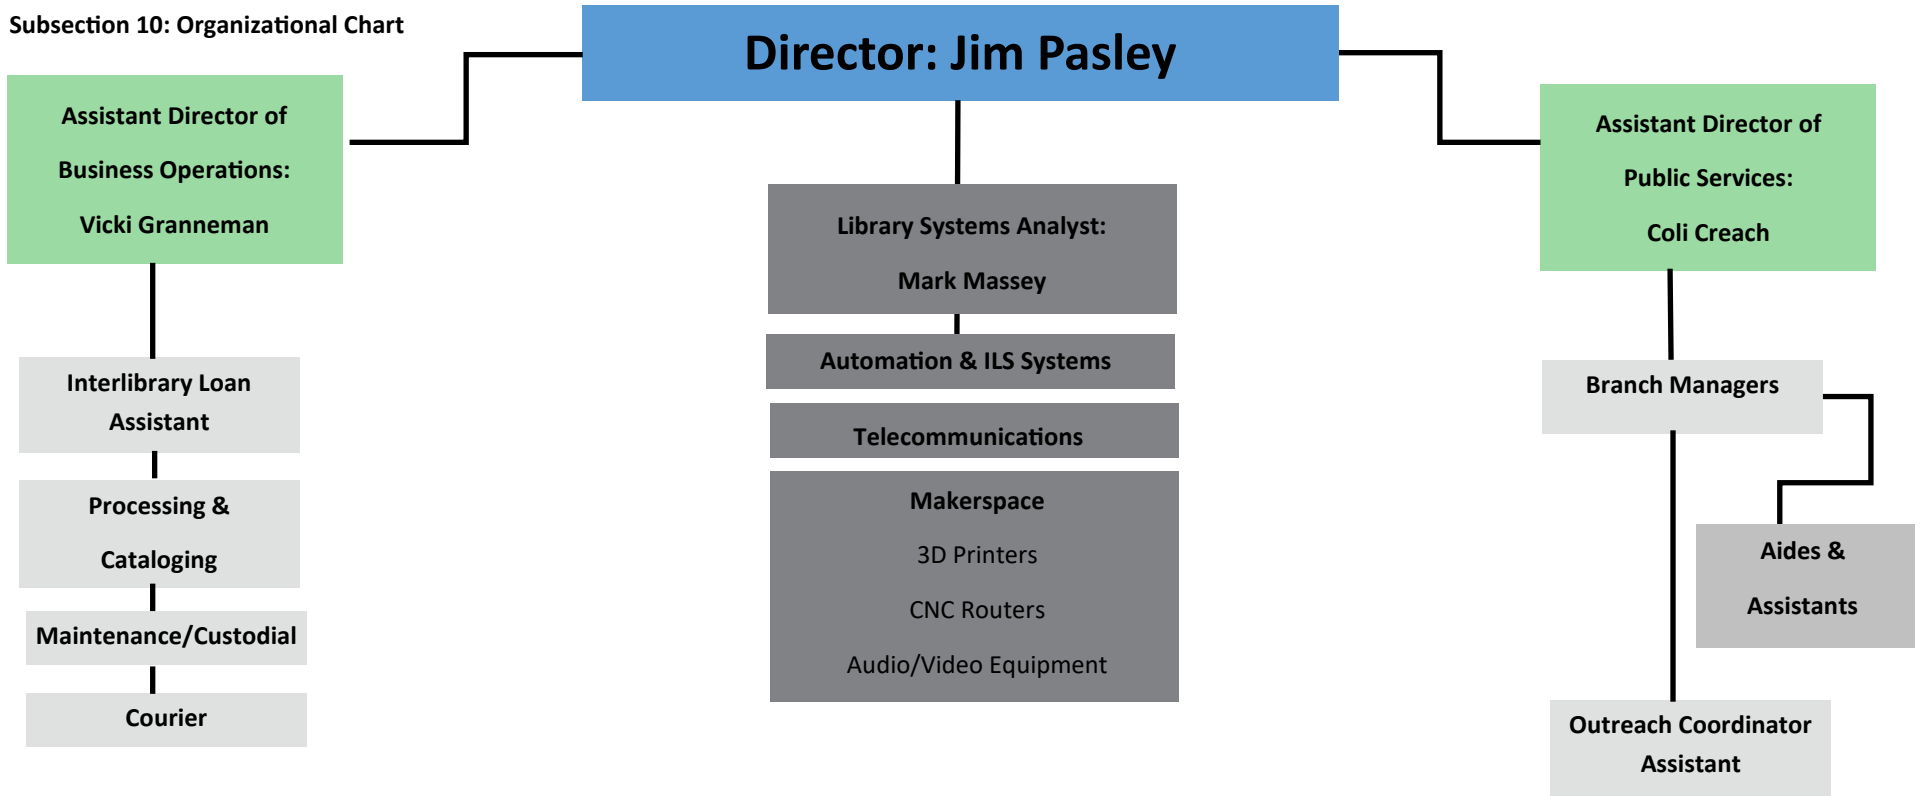 Subsection 10: Organizational Chart
Director: Jim Pasley
Assistant Director of
Business Operations:
Vicki Granneman
Interlibrary Loan
Assistant
Processing &
Cataloging
Maintenance/Custodial
Courier
Library Systems Analyst:
Mark Massey
Automation & ILS Systems
Telecommunications
Makerspace
3D Printers
CNC Routers
Audio/Video Equipment
Assistant Director of
Public Services:
Coli Creach
Branch Managers
Aides &
Assistants
Outreach Coordinator
Assistant